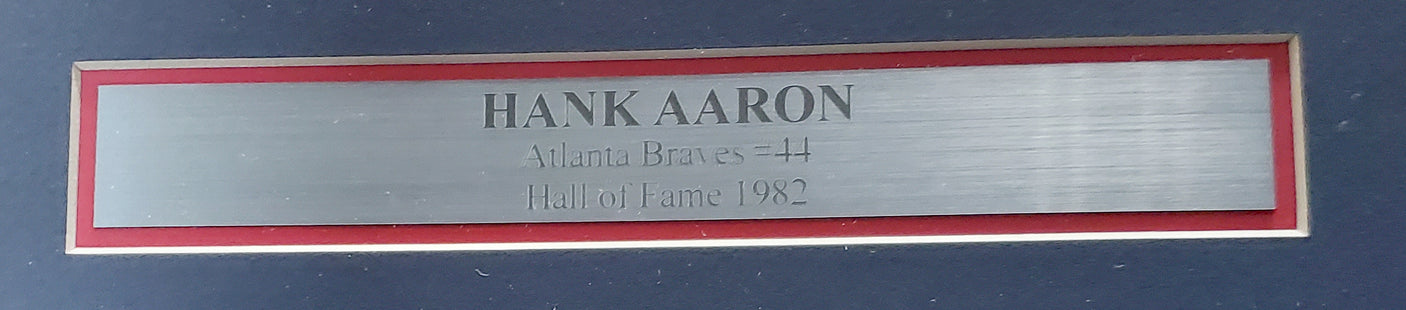 HANK AARON
Atlanta Braves #44
Hall of Fame 1982